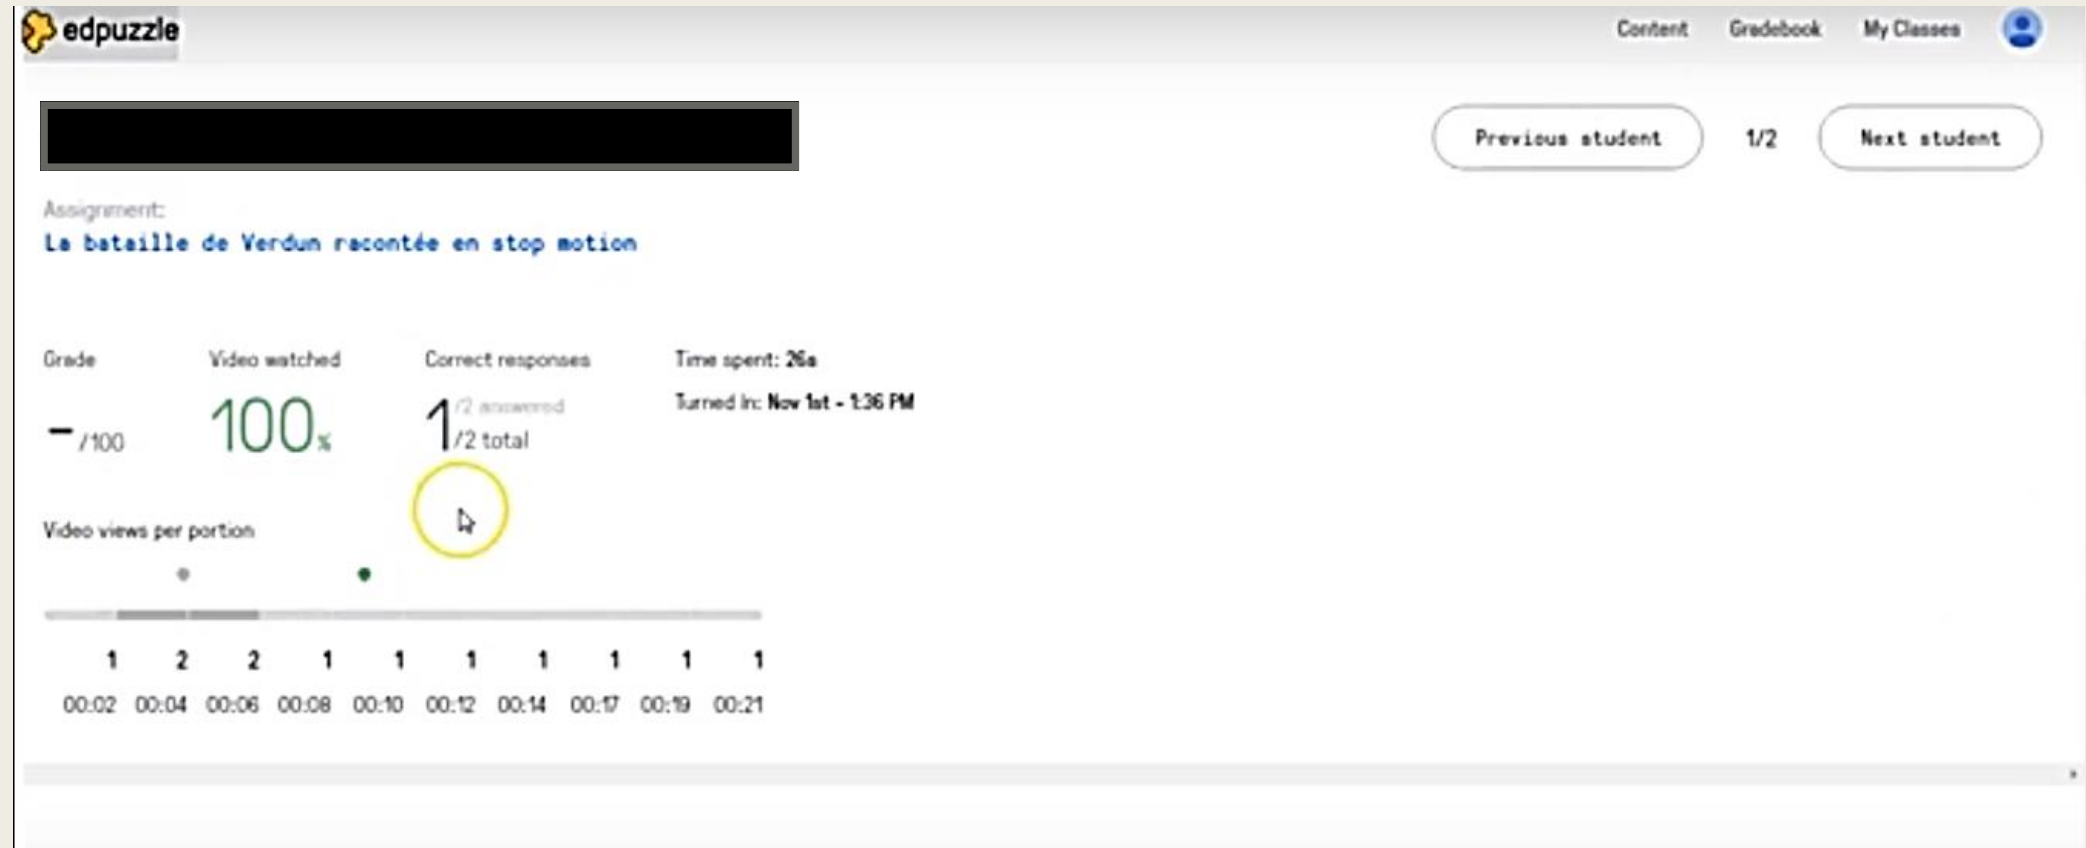 edpuzzle
Content Gradebook My Classes
Previous student 1/2 Next student
Assignment:
La bataille de Verdun racontée en stop motion
Grade Video watched Correct responses Time spent: 26s
-/100 100% 1 /2 answered
/2 total
Turned in: Nov 1st - 1:36 PM
Video views per portion
1 2 2 1 1 1 1 1 1 1
00:02 00:04 00:06 00:08 00:10 00:12 00:14 00:17 00:19 00:21